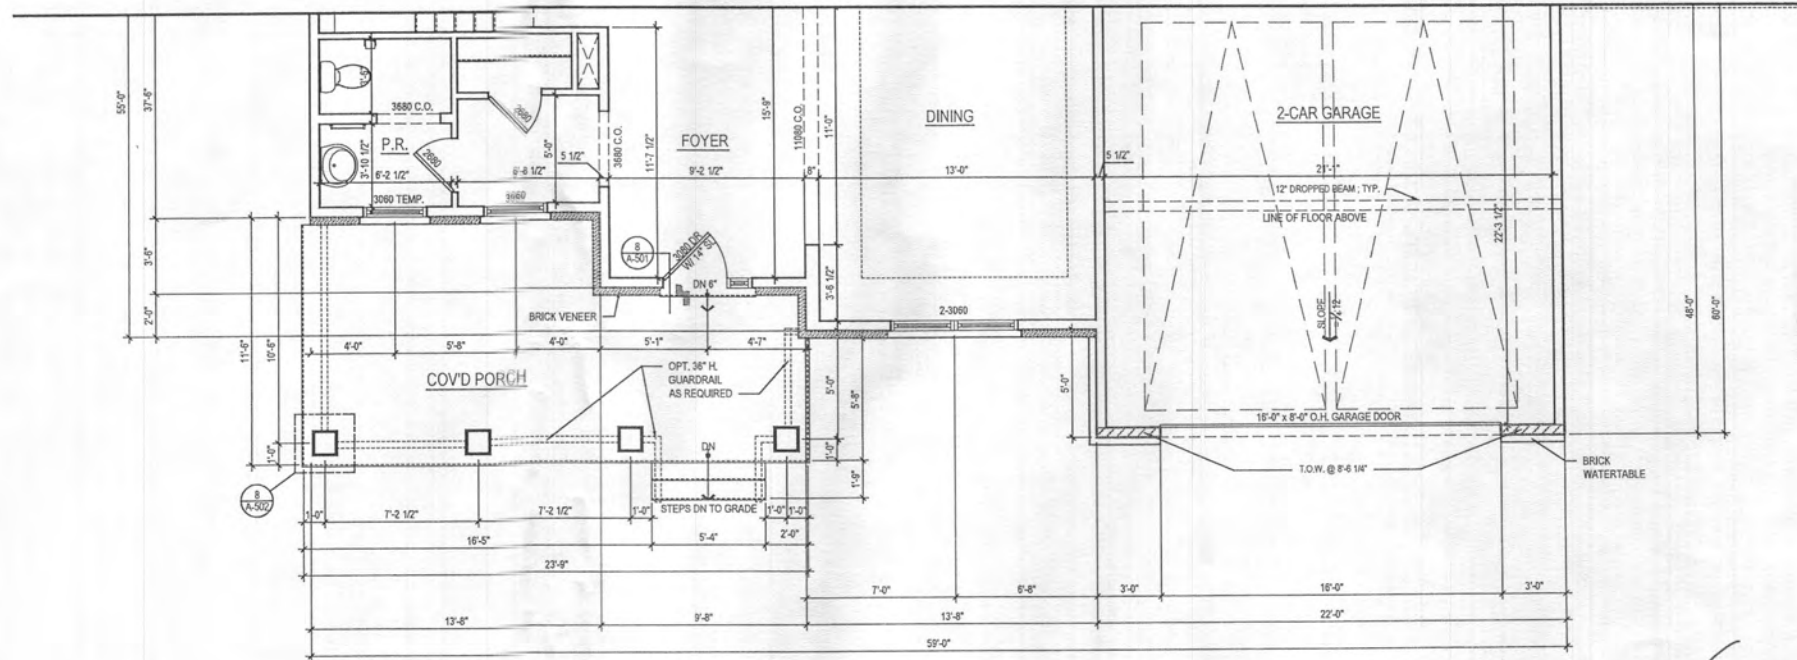 55'-0"
37'-6"
3'-6"
3680 C.O.
P.R.
2680
3'-10 1/2"
6'-2 1/2"
3060 TEMP.
2680
5'-0"
6'-8 1/2"
5 1/2"
3680 C.O.
11'-7 1/2"
FOYER
9'-2 1/2"
15'-9"
11080 C.O.
11'-0"
DINING
13'-0"
5 1/2"
2-CAR GARAGE
21'-1"
12" DROPPED BEAM ; TYP.
LINE OF FLOOR ABOVE
22'-3 1/2"
48'-0"
60'-0"
3'-6"
2'-0"
11'-6"
10'-6"
1'-0"
8
A-501
3080 DR
W/ 14" SL
DN 6"
BRICK VENEER
3'-6 1/2"
2-3060
SLOPE
4'-0"
5'-8"
4'-0"
5'-1"
4'-7"
COV'D PORCH
OPT. 36" H.
GUARDRAIL
AS REQUIRED
5'-0"
5'-8"
1'-0"
1'-9"
5'-0"
16'-0" x 8'-0" O.H. GARAGE DOOR
T.O.W. @ 8'-6 1/4"
BRICK
WATERTABLE
DN
8
A-502
STEPS DN TO GRADE
1'-0"
7'-2 1/2"
7'-2 1/2"
1'-0"
1'-0"
1'-0"
16'-5"
5'-4"
2'-0"
23'-9"
7'-0"
6'-8"
3'-0"
16'-0"
3'-0"
13'-8"
9'-8"
13'-8"
22'-0"
59'-0"